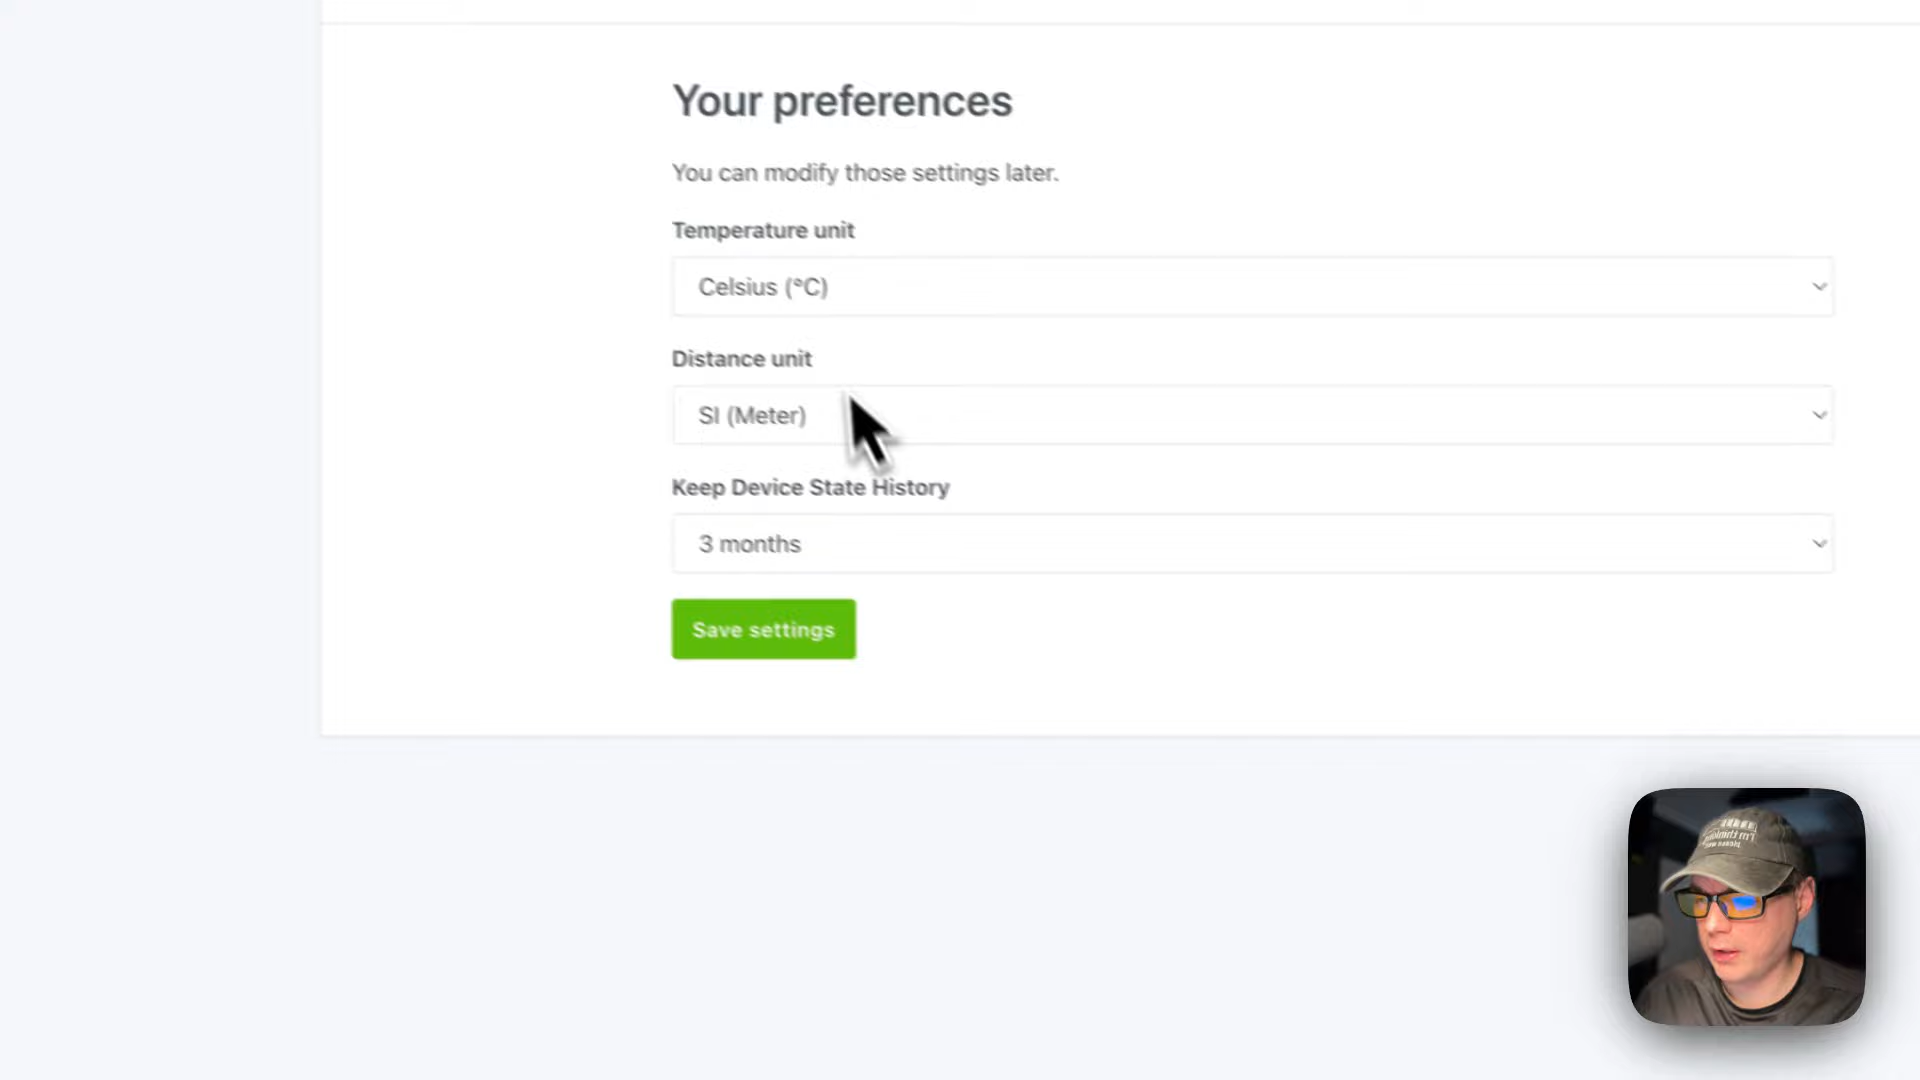 Your preferences
You can modify those settings later.
Temperature unit
Celsius (°C)
Distance unit
SI (Meter)
Keep Device State History
3 months
Save settings